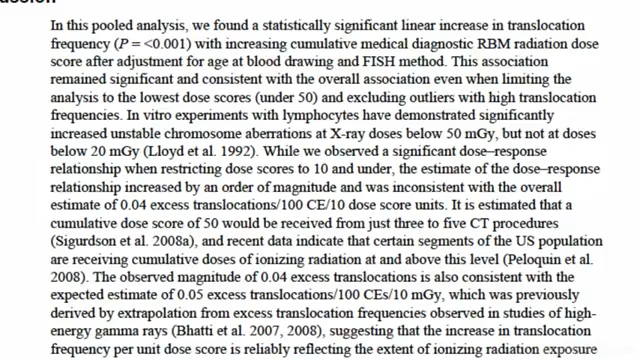 In this pooled analysis, we found a statistically significant linear increase in translocation
frequency (P = <0.001) with increasing cumulative medical diagnostic RBM radiation dose
score after adjustment for age at blood drawing and FISH method. This association
remained significant and consistent with the overall association even when limiting the
analysis to the lowest dose scores (under 50) and excluding outliers with high translocation
frequencies. In vitro experiments with lymphocytes have demonstrated significantly
increased unstable chromosome aberrations at X-ray doses below 50 mGy, but not at doses
below 20 mGy (Lloyd et al. 1992). While we observed a significant dose–response
relationship when restricting dose scores to 10 and under, the estimate of the dose–response
relationship increased by an order of magnitude and was inconsistent with the overall
estimate of 0.04 excess translocations/100 CE/10 dose score units. It is estimated that a
cumulative dose score of 50 would be received from just three to five CT procedures
(Sigurdson et al. 2008a), and recent data indicate that certain segments of the US population
are receiving cumulative doses of ionizing radiation at and above this level (Peloquin et al.
2008). The observed magnitude of 0.04 excess translocations is also consistent with the
expected estimate of 0.05 excess translocations/100 CEs/10 mGy, which was previously
derived by extrapolation from excess translocation frequencies observed in studies of high-
energy gamma rays (Bhatti et al. 2007, 2008), suggesting that the increase in translocation
frequency per unit dose score is reliably reflecting the extent of ionizing radiation exposure